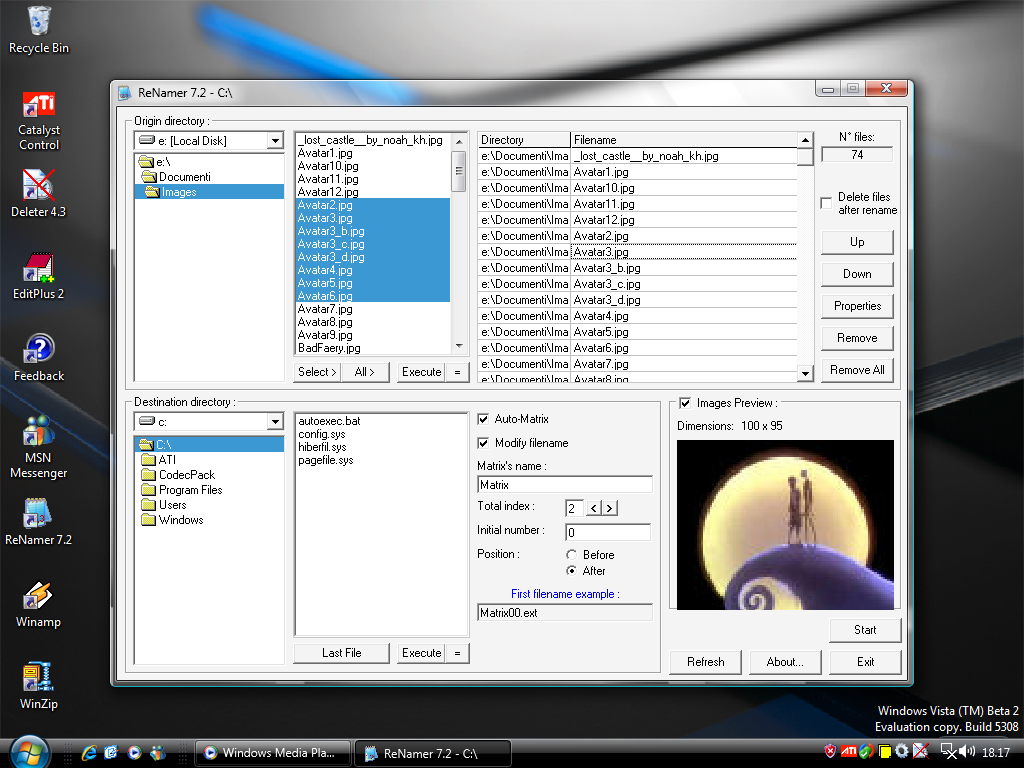 Recycle Bin
ATI
Catalyst
Control
Deleter 4.3
EditPlus 2
Feedback
MSN
Messenger
ReNamer 7.2
Winamp
WinZip
ReNamer 7.2 - C:\
Origin directory :
e: [Local Disk]
e:\
Documenti
Images
_lost_castle__by_noah_kh.jpg
Avatar1.jpg
Avatar10.jpg
Avatar11.jpg
Avatar12.jpg
Avatar2.jpg
Avatar3.jpg
Avatar3_b.jpg
Avatar3_c.jpg
Avatar3_d.jpg
Avatar4.jpg
Avatar5.jpg
Avatar6.jpg
Avatar7.jpg
Avatar8.jpg
Avatar9.jpg
BadFaery.jpg
Select >
All >
Execute
=
Directory Filename
e:\Documenti\Ima _lost_castle__by_noah_kh.jpg
e:\Documenti\Ima Avatar1.jpg
e:\Documenti\Ima Avatar10.jpg
e:\Documenti\Ima Avatar11.jpg
e:\Documenti\Ima Avatar12.jpg
e:\Documenti\Ima Avatar2.jpg
e:\Documenti\Ima Avatar3.jpg
e:\Documenti\Ima Avatar3_b.jpg
e:\Documenti\Ima Avatar3_c.jpg
e:\Documenti\Ima Avatar3_d.jpg
e:\Documenti\Ima Avatar4.jpg
e:\Documenti\Ima Avatar5.jpg
e:\Documenti\Ima Avatar6.jpg
e:\Documenti\Ima Avatar7.jpg
e:\Documenti\Ima Avatar8.jpg
N° files:
74
Delete files
after rename
Up
Down
Properties
Remove
Remove All
Destination directory :
c:
C:\
ATI
CodecPack
Program Files
Users
Windows
autoexec.bat
config.sys
hiberfil.sys
pagefile.sys
Last File
Execute
=
Auto-Matrix
Modify filename
Matrix's name :
Matrix
Total index : 2 < >
Initial number : 0
Position : Before
After
First filename example :
Matrix00.ext
Images Preview :
Dimensions: 100 x 95
Start
Refresh
About...
Exit
Windows Vista (TM) Beta 2
Evaluation copy. Build 5308
Windows Media Pla...
ReNamer 7.2 - C:\
ATI
18.17